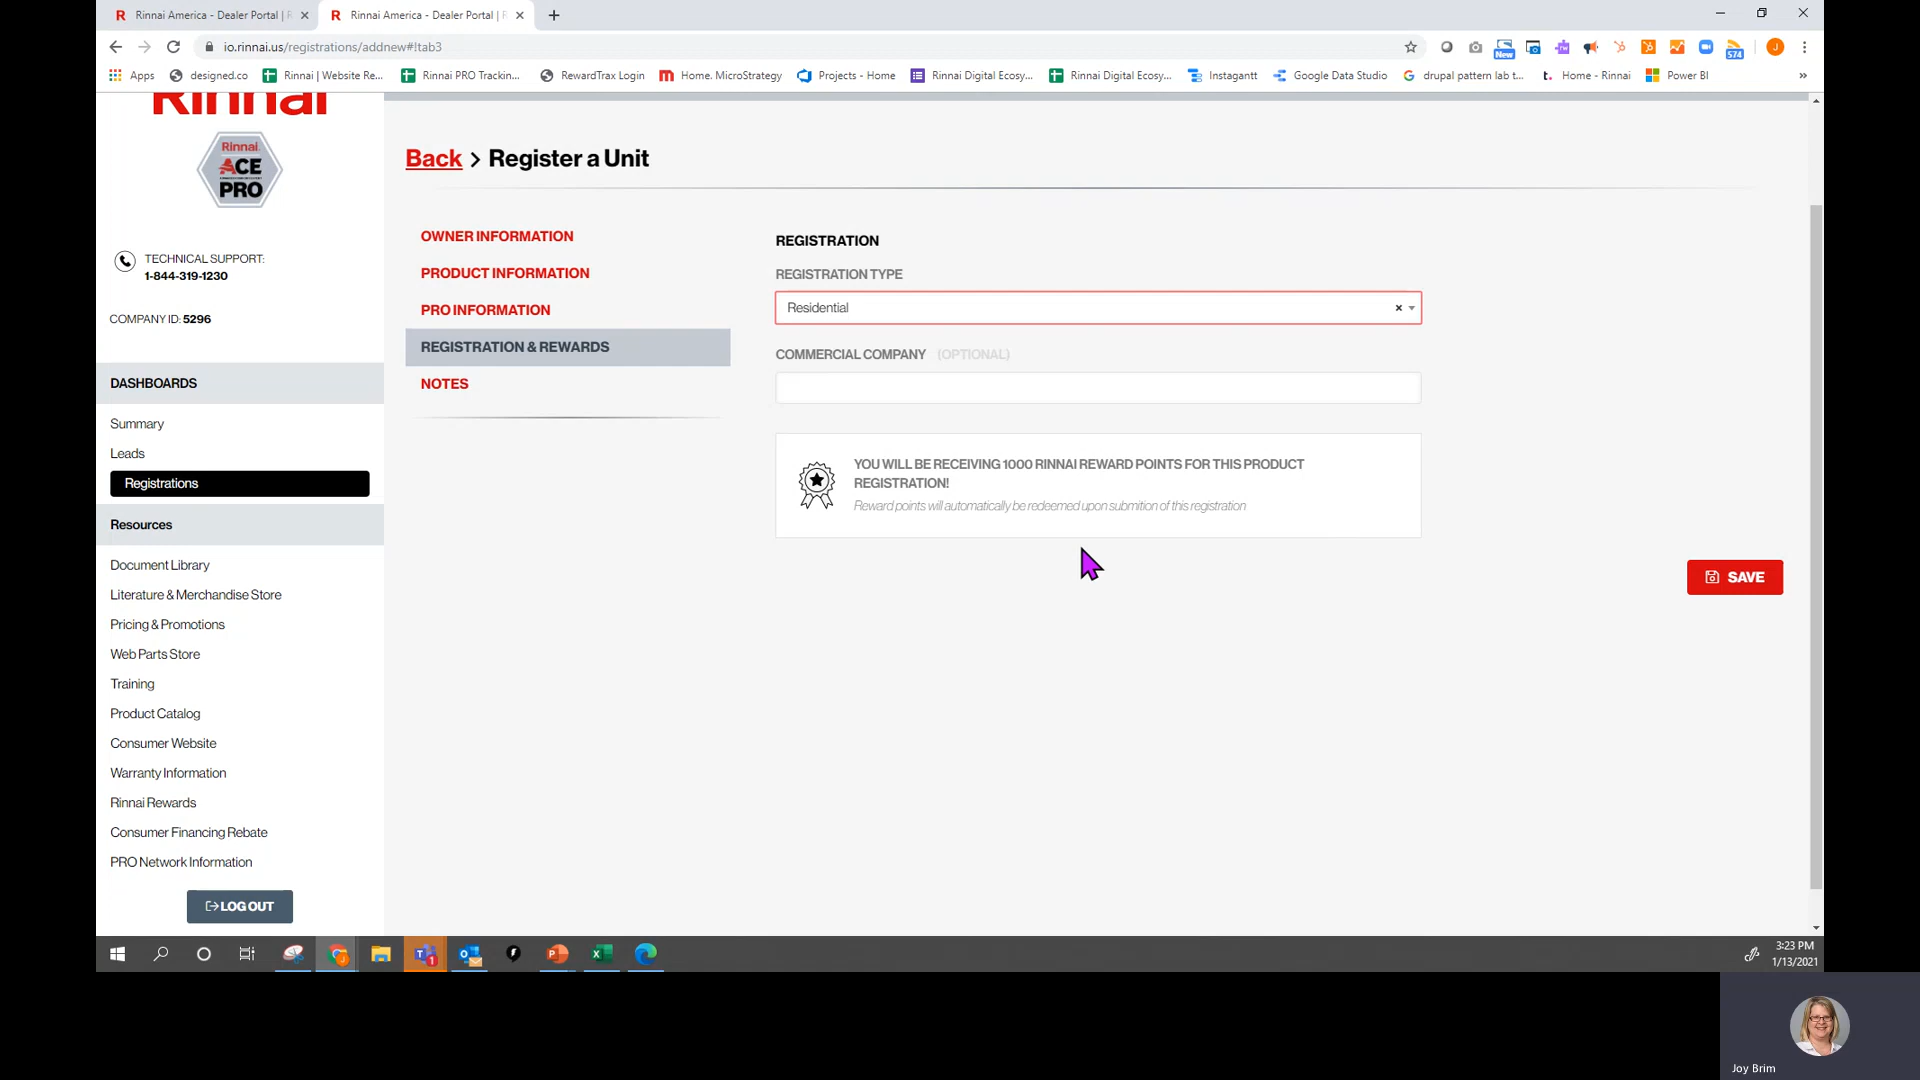 Rinnai America - Dealer Portal | R
Rinnai America - Dealer Portal | R
io.rinnai.us/registrations/addnew#!tab3
New
574
J
Apps
designed.co
Rinnai | Website Re...
Rinnai PRO Trackin...
RewardTrax Login
Home. MicroStrategy
Projects - Home
Rinnai Digital Ecosy...
Rinnai Digital Ecosy...
Instagantt
Google Data Studio
drupal pattern lab t...
Home - Rinnai
Power BI
Rinnai
Rinnai
ACE
PRO
TECHNICAL SUPPORT:
1-844-319-1230
COMPANY ID: 5296
DASHBOARDS
Summary
Leads
Registrations
Resources
Document Library
Literature & Merchandise Store
Pricing & Promotions
Web Parts Store
Training
Product Catalog
Consumer Website
Warranty Information
Rinnai Rewards
Consumer Financing Rebate
PRO Network Information
LOG OUT
Back > Register a Unit
OWNER INFORMATION
PRODUCT INFORMATION
PRO INFORMATION
REGISTRATION & REWARDS
NOTES
REGISTRATION
REGISTRATION TYPE
Residential
COMMERCIAL COMPANY (OPTIONAL)
YOU WILL BE RECEIVING 1000 RINNAI REWARD POINTS FOR THIS PRODUCT
REGISTRATION!
Reward points will automatically be redeemed upon submition of this registration
SAVE
3:23 PM
1/13/2021
Joy Brim